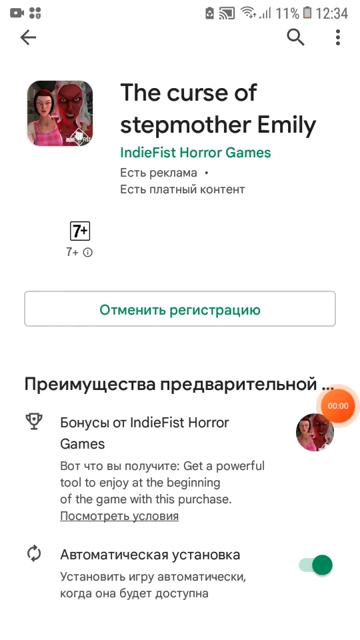 11% 12:34
The curse of
stepmother Emily
IndieFist Horror Games
Есть реклама •
Есть платный контент
7+
7+
Отменить регистрацию
Преимущества предварительной ...
00:00
Бонусы от IndieFist Horror
Games
Вот что вы получите: Get a powerful
tool to enjoy at the beginning
of the game with this purchase.
Посмотреть условия
Автоматическая установка
Установить игру автоматически,
когда она будет доступна